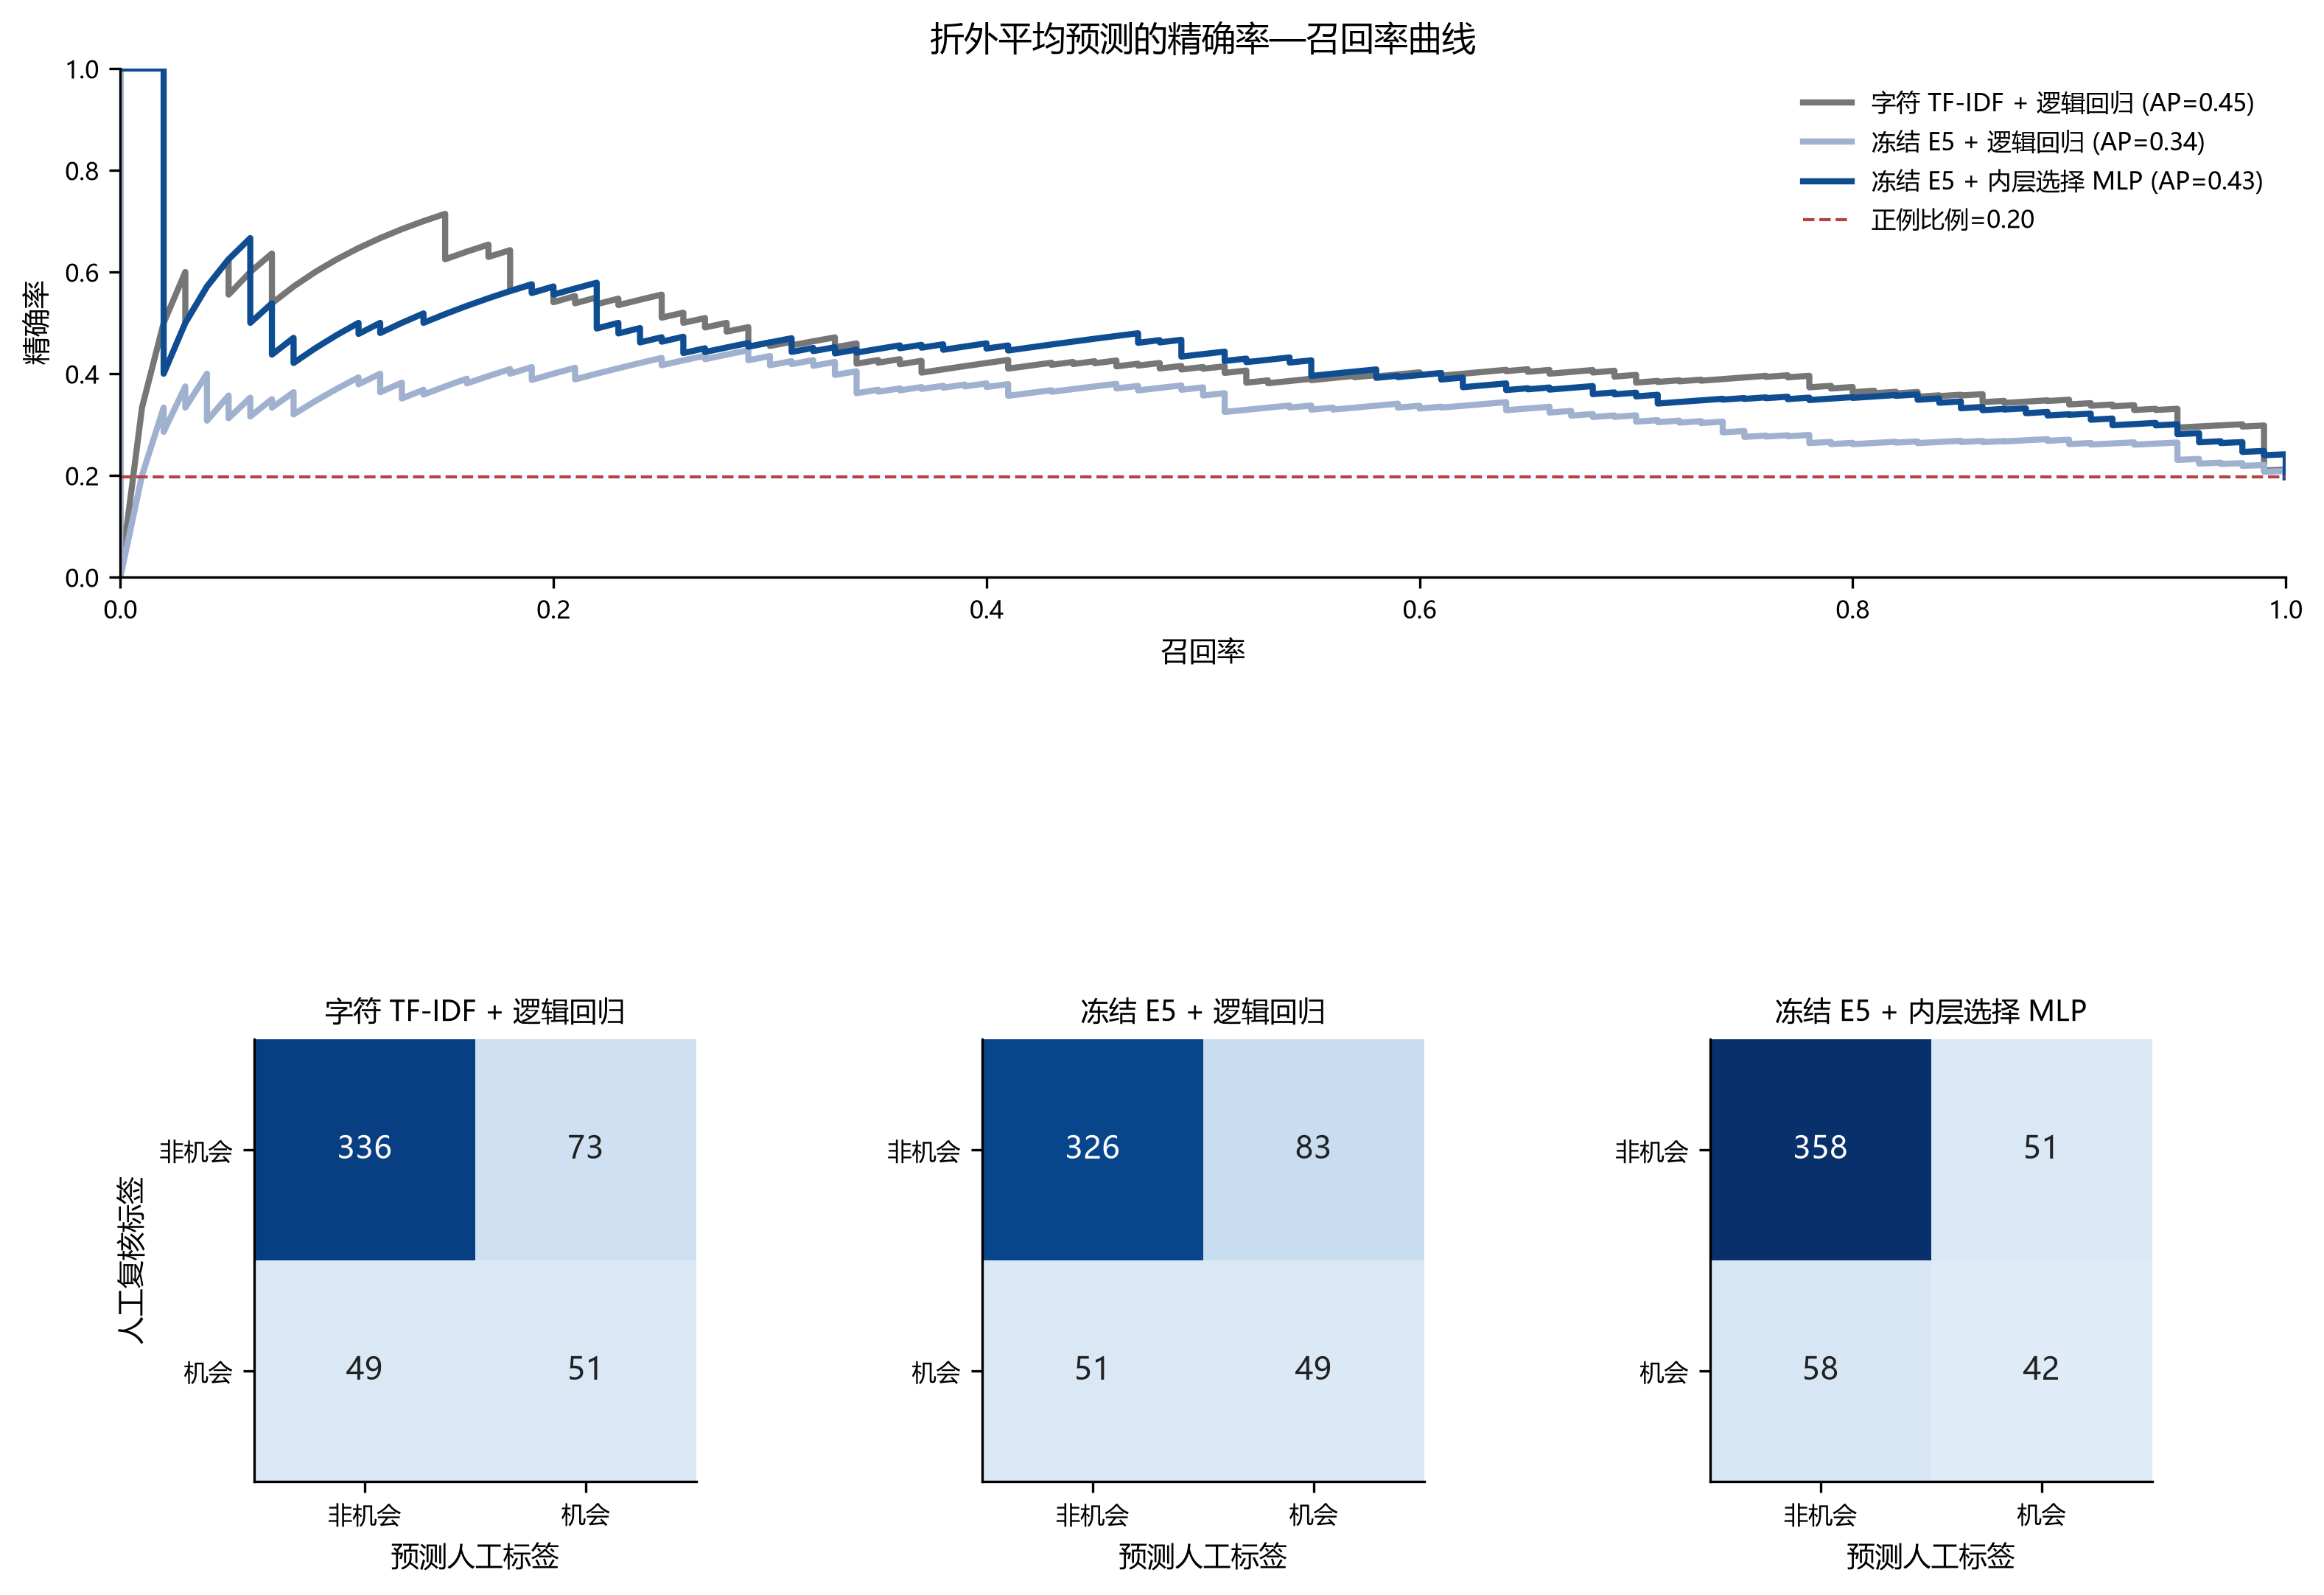 折外平均预测的精确率—召回率曲线
1.0
0.8
0.6
0.4
0.2
0.0
精确率
字符 TF-IDF + 逻辑回归 (AP=0.45)
冻结 E5 + 逻辑回归 (AP=0.34)
冻结 E5 + 内层选择 MLP (AP=0.43)
正例比例=0.20
0.0 0.2 0.4 0.6 0.8 1.0
召回率
字符 TF-IDF + 逻辑回归
人工复核标签
非机会 336 73
机会 49 51
非机会 机会
预测人工标签
冻结 E5 + 逻辑回归
非机会 326 83
机会 51 49
非机会 机会
预测人工标签
冻结 E5 + 内层选择 MLP
非机会 358 51
机会 58 42
非机会 机会
预测人工标签